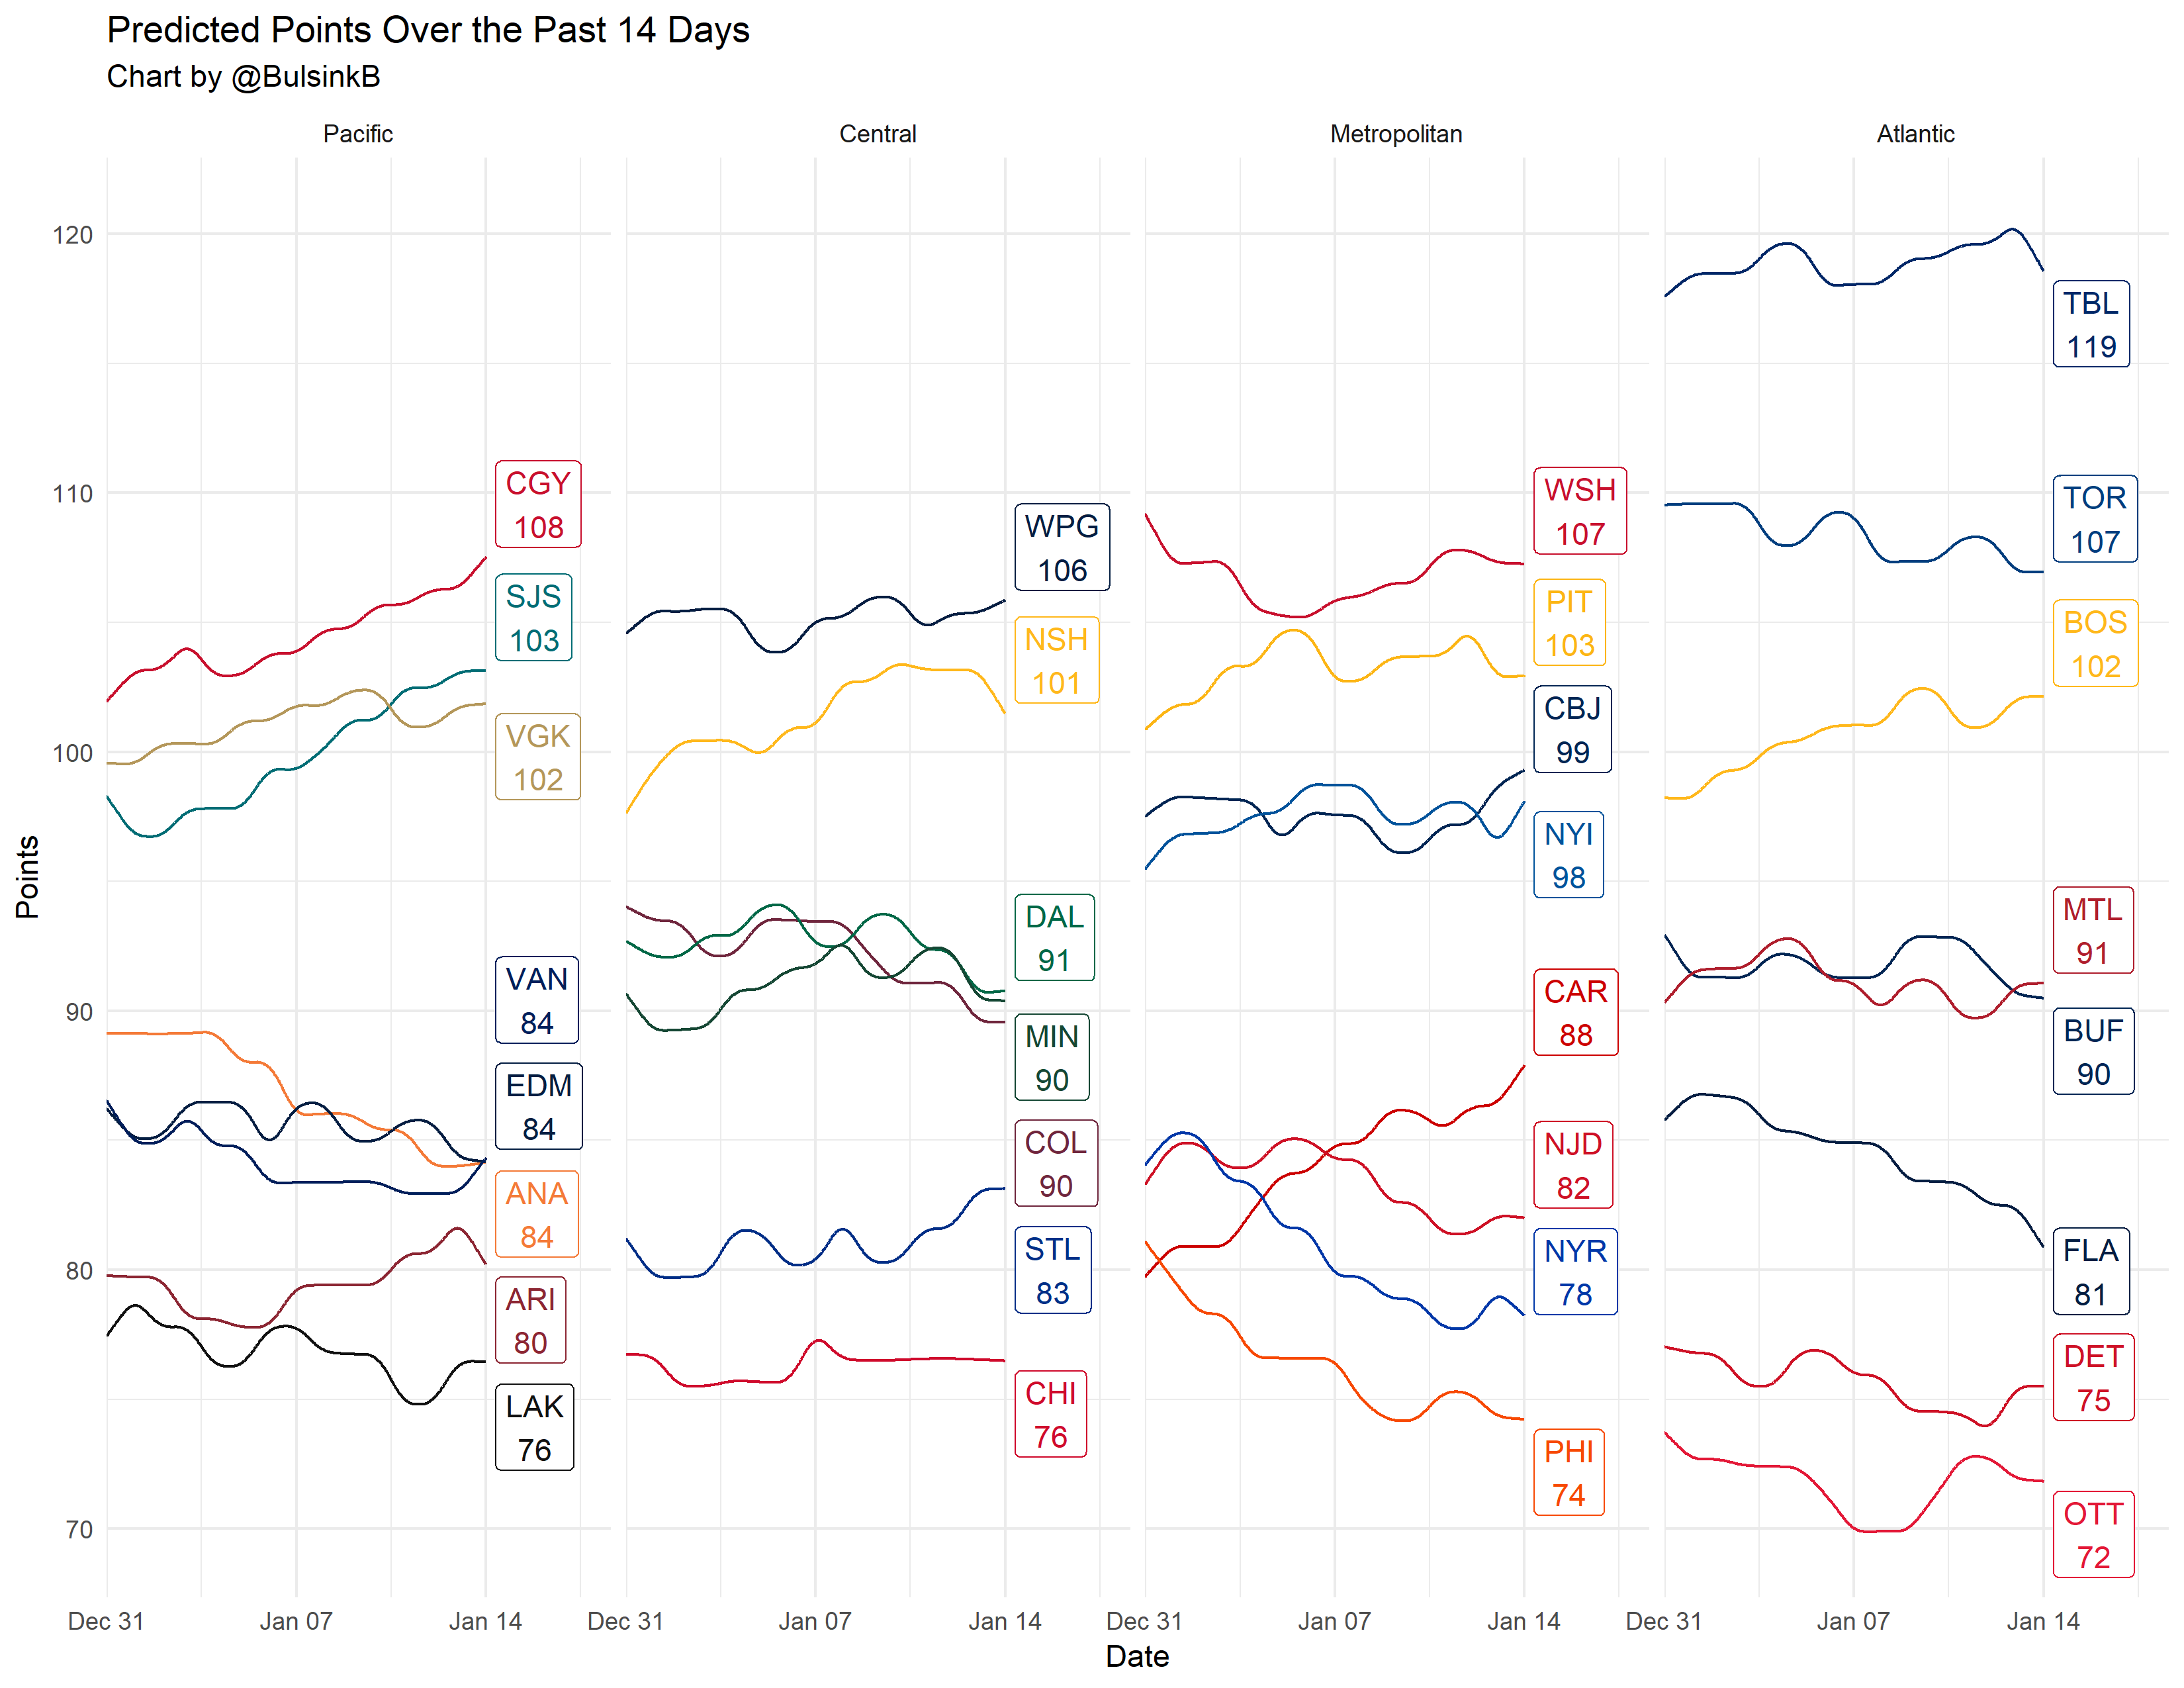 Predicted Points Over the Past 14 Days
Chart by @BulsinkB
Pacific
Central
Metropolitan
Atlantic
Points
120
110
100
90
80
70
CGY
108
SJS
103
VGK
102
VAN
84
EDM
84
ANA
84
ARI
80
LAK
76
WPG
106
NSH
101
DAL
91
MIN
90
COL
90
STL
83
CHI
76
WSH
107
PIT
103
CBJ
99
NYI
98
CAR
88
NJD
82
NYR
78
PHI
74
TBL
119
TOR
107
BOS
102
MTL
91
BUF
90
FLA
81
DET
75
OTT
72
Dec 31
Jan 07
Jan 14
Dec 31
Jan 07
Jan 14
Dec 31
Jan 07
Jan 14
Dec 31
Jan 07
Jan 14
Date